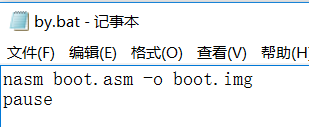 by.bat - 记事本
文件(F) 编辑(E) 格式(O) 查看(V) 帮助(H)
nasm boot.asm -o boot.img
pause